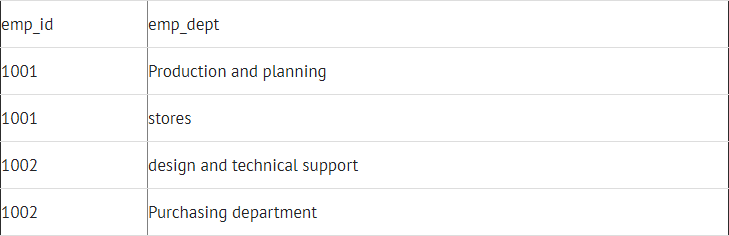 emp_id emp_dept
1001 Production and planning
1001 stores
1002 design and technical support
1002 Purchasing department